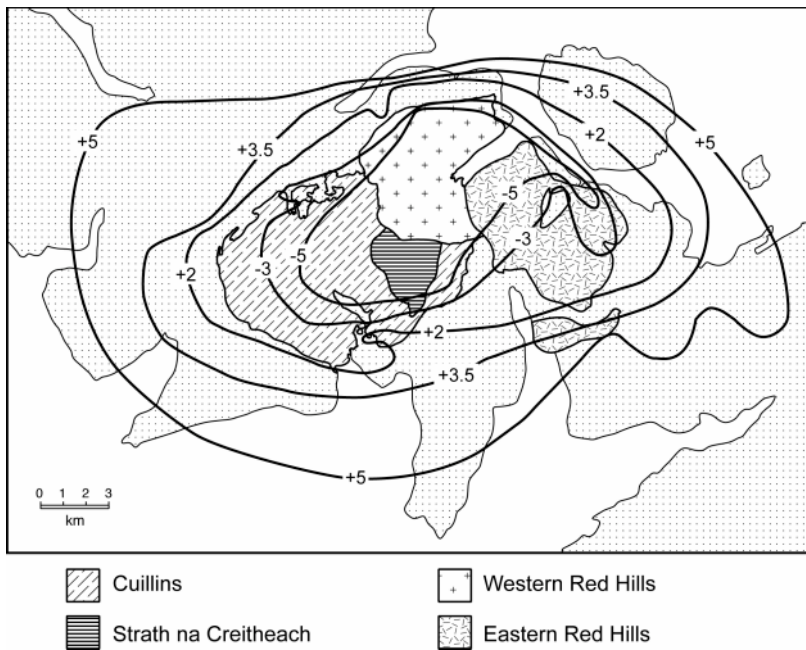 +5
+3.5
+3.5
+2
+5
-5
-3
+2
-3
-5
+2
+3.5
+5
0 1 2 3
km
Cuillins
Western Red Hills
Strath na Creitheach
Eastern Red Hills